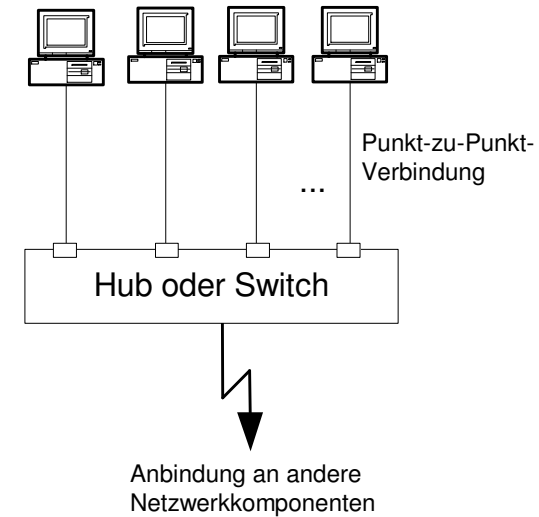 Punkt-zu-Punkt-
Verbindung
...
Hub oder Switch
Anbindung an andere
Netzwerkkomponenten